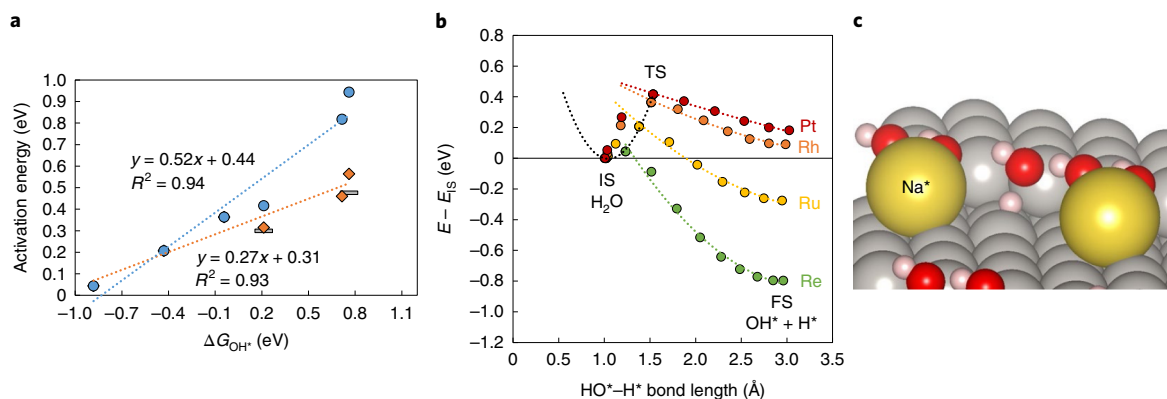 a
Activation energy (eV)
1.0
0.9
0.8
0.7
0.6
0.5
0.4
0.3
0.2
0.1
0
y = 0.52x + 0.44
R² = 0.94
y = 0.27x + 0.31
R² = 0.93
−1.0 −0.7 −0.4 −0.1 0.2 0.5 0.8 1.1
ΔG_OH* (eV)
b
E − E_IS (eV)
0.8
0.6
0.4
0.2
0
−0.2
−0.4
−0.6
−0.8
−1.0
−1.2
TS
Pt
Rh
IS
H₂O
Ru
Re
FS
OH* + H*
0 0.5 1.0 1.5 2.0 2.5 3.0 3.5
HO*–H* bond length (Å)
c
Na*